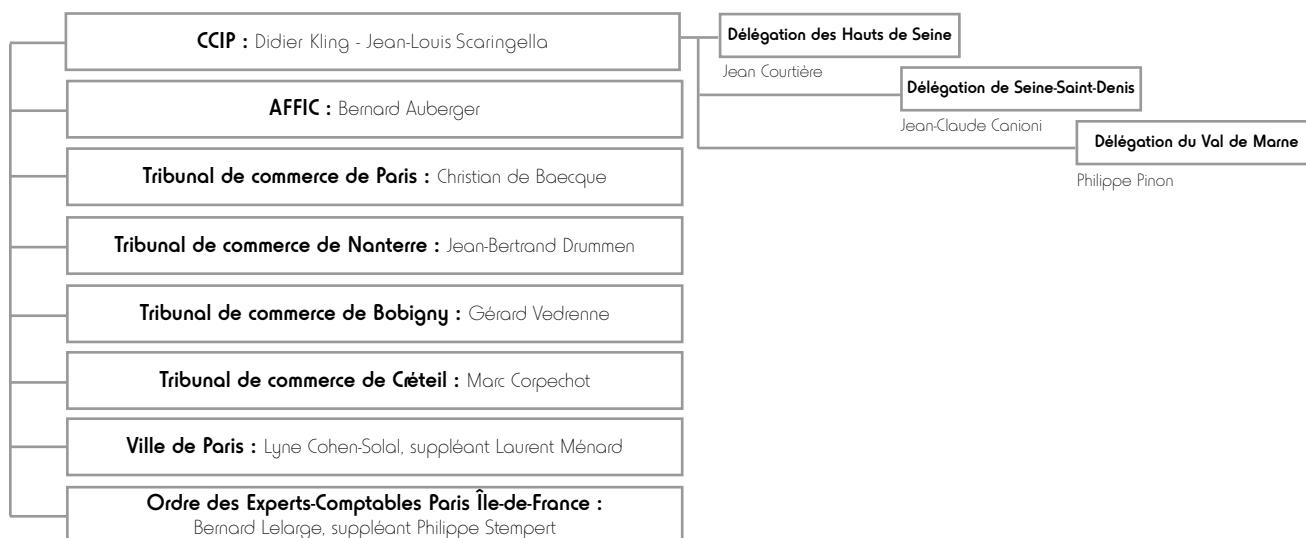 CCIP : Didier Kling - Jean-Louis Scaringella
Délégation des Hauts de Seine
Jean Courtière
Délégation de Seine-Saint-Denis
Jean-Claude Canioni
Délégation du Val de Marne
Philippe Pinon
AFFIC : Bernard Auberger
Tribunal de commerce de Paris : Christian de Baecque
Tribunal de commerce de Nanterre : Jean-Bertrand Drummen
Tribunal de commerce de Bobigny : Gérard Vedrenne
Tribunal de commerce de Créteil : Marc Corpechot
Ville de Paris : Lyne Cohen-Solal, suppléant Laurent Ménard
Ordre des Experts-Comptables Paris Île-de-France :
Bernard Lelarge, suppléant Philippe Stempert